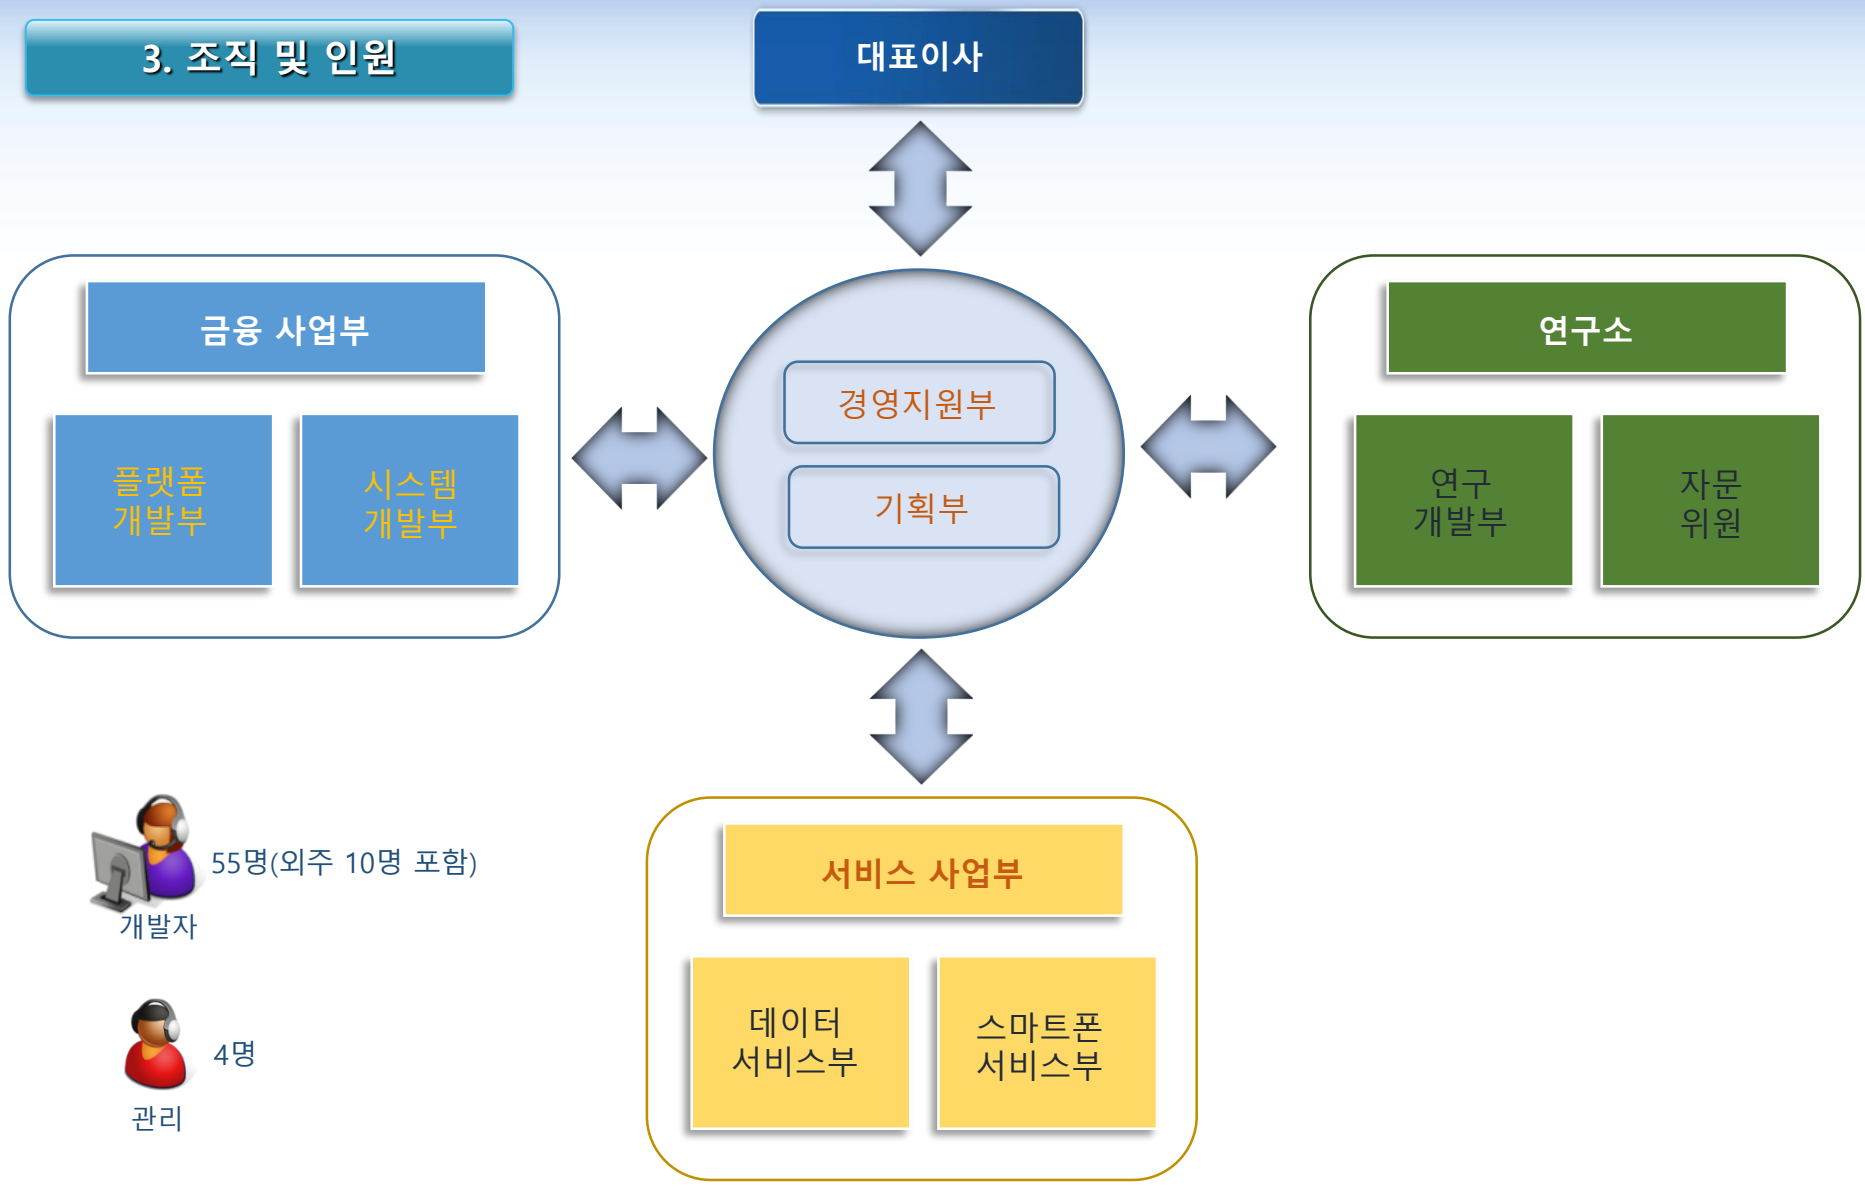 3. 조직 및 인원
대표이사
금융 사업부
플랫폼
개발부
시스템
개발부
경영지원부
기획부
연구소
연구
개발부
자문
위원
55명(외주 10명 포함)
개발자
4명
관리
서비스 사업부
데이터
서비스부
스마트폰
서비스부